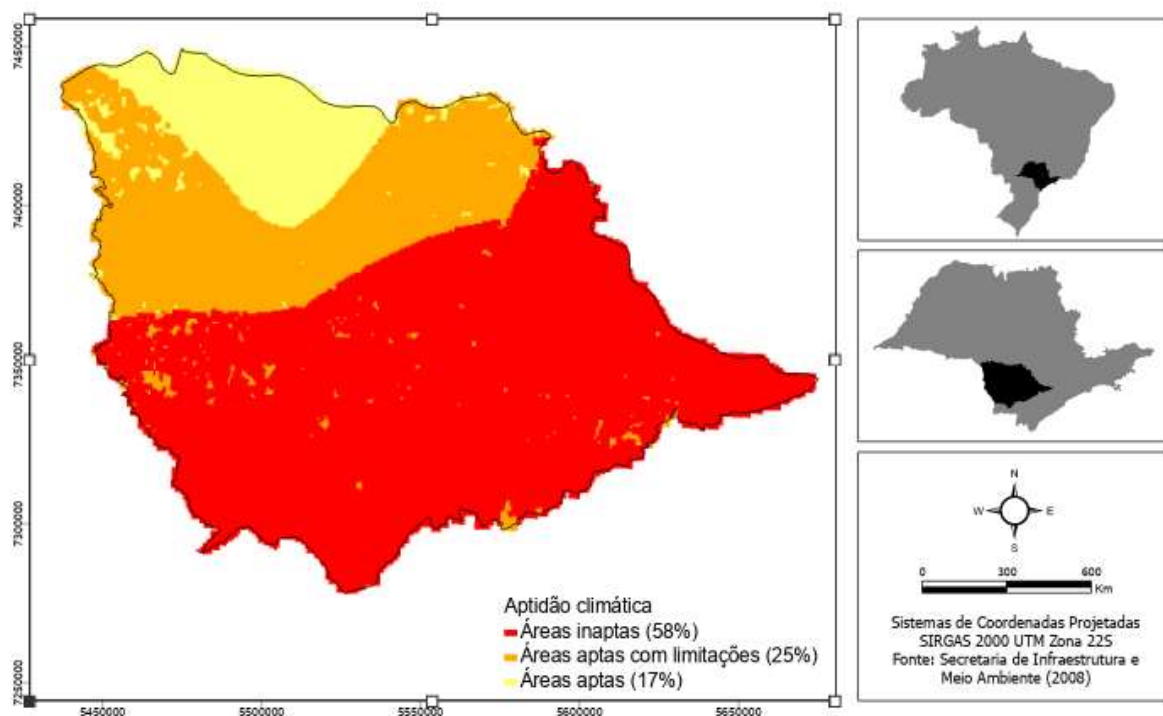 7450000
7400000
7350000
7300000
7250000
5450000
5500000
5550000
5600000
5650000
Aptidão climática
Áreas inaptas (58%)
Áreas aptas com limitações (25%)
Áreas aptas (17%)
N
W
E
S
0
300
600
Km
Sistemas de Coordenadas Projetadas
SIRGAS 2000 UTM Zona 22S
Fonte: Secretaria de Infraestrutura e
Meio Ambiente (2008)